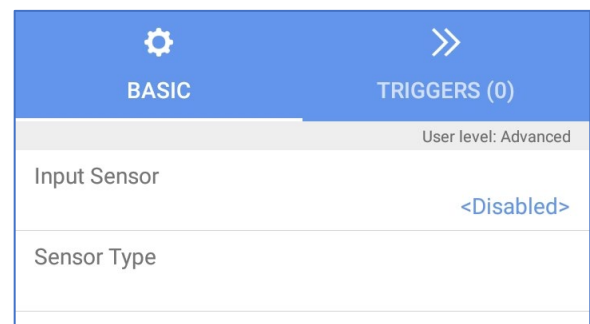 BASIC
TRIGGERS (0)
User level: Advanced
Input Sensor
<Disabled>
Sensor Type